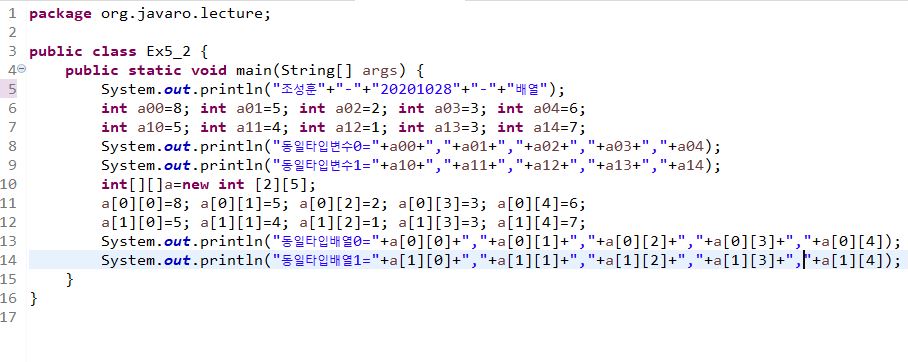 1 package org.javaro.lecture;
2
3 public class Ex5_2 {
4 public static void main(String[] args) {
5 System.out.println("조성훈"+"-"+"20201028"+"-"+"배열");
6 int a00=8; int a01=5; int a02=2; int a03=3; int a04=6;
7 int a10=5; int a11=4; int a12=1; int a13=3; int a14=7;
8 System.out.println("동일타입변수0="+a00+","+a01+","+a02+","+a03+","+a04);
9 System.out.println("동일타입변수1="+a10+","+a11+","+a12+","+a13+","+a14);
10 int[][]a=new int [2][5];
11 a[0][0]=8; a[0][1]=5; a[0][2]=2; a[0][3]=3; a[0][4]=6;
12 a[1][0]=5; a[1][1]=4; a[1][2]=1; a[1][3]=3; a[1][4]=7;
13 System.out.println("동일타입배열0="+a[0][0]+","+a[0][1]+","+a[0][2]+","+a[0][3]+","+a[0][4]);
14 System.out.println("동일타입배열1="+a[1][0]+","+a[1][1]+","+a[1][2]+","+a[1][3]+","+a[1][4]);
15 }
16 }
17